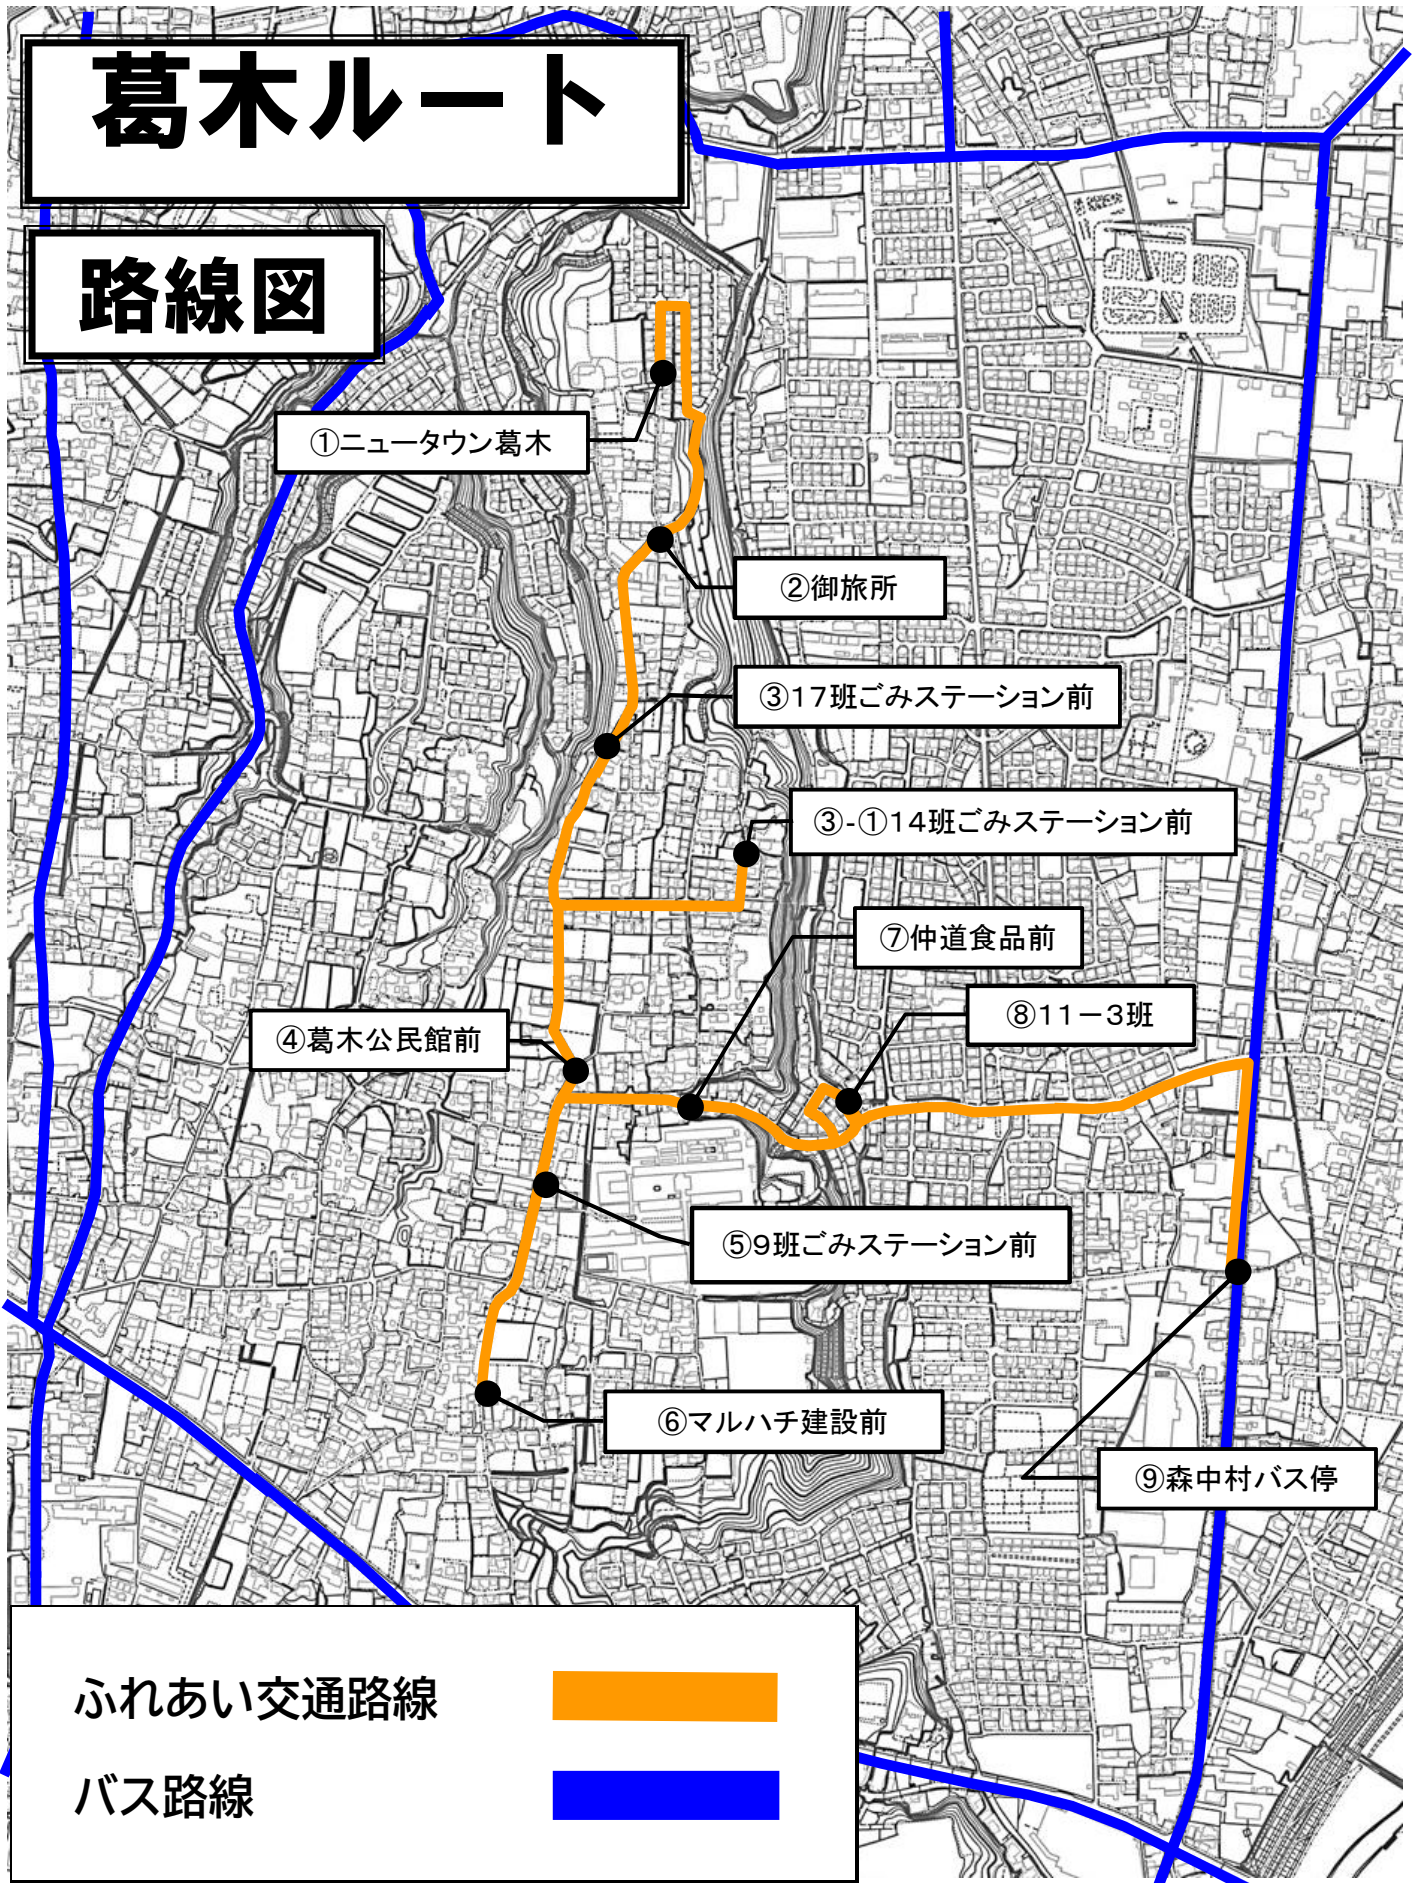 葛木ルート
路線図
①ニュータウン葛木
②御旅所
③17班ごみステーション前
③-①14班ごみステーション前
⑦仲道食品前
⑧11－3班
④葛木公民館前
⑤9班ごみステーション前
⑥マルハチ建設前
⑨森中村バス停
ふれあい交通路線
バス路線